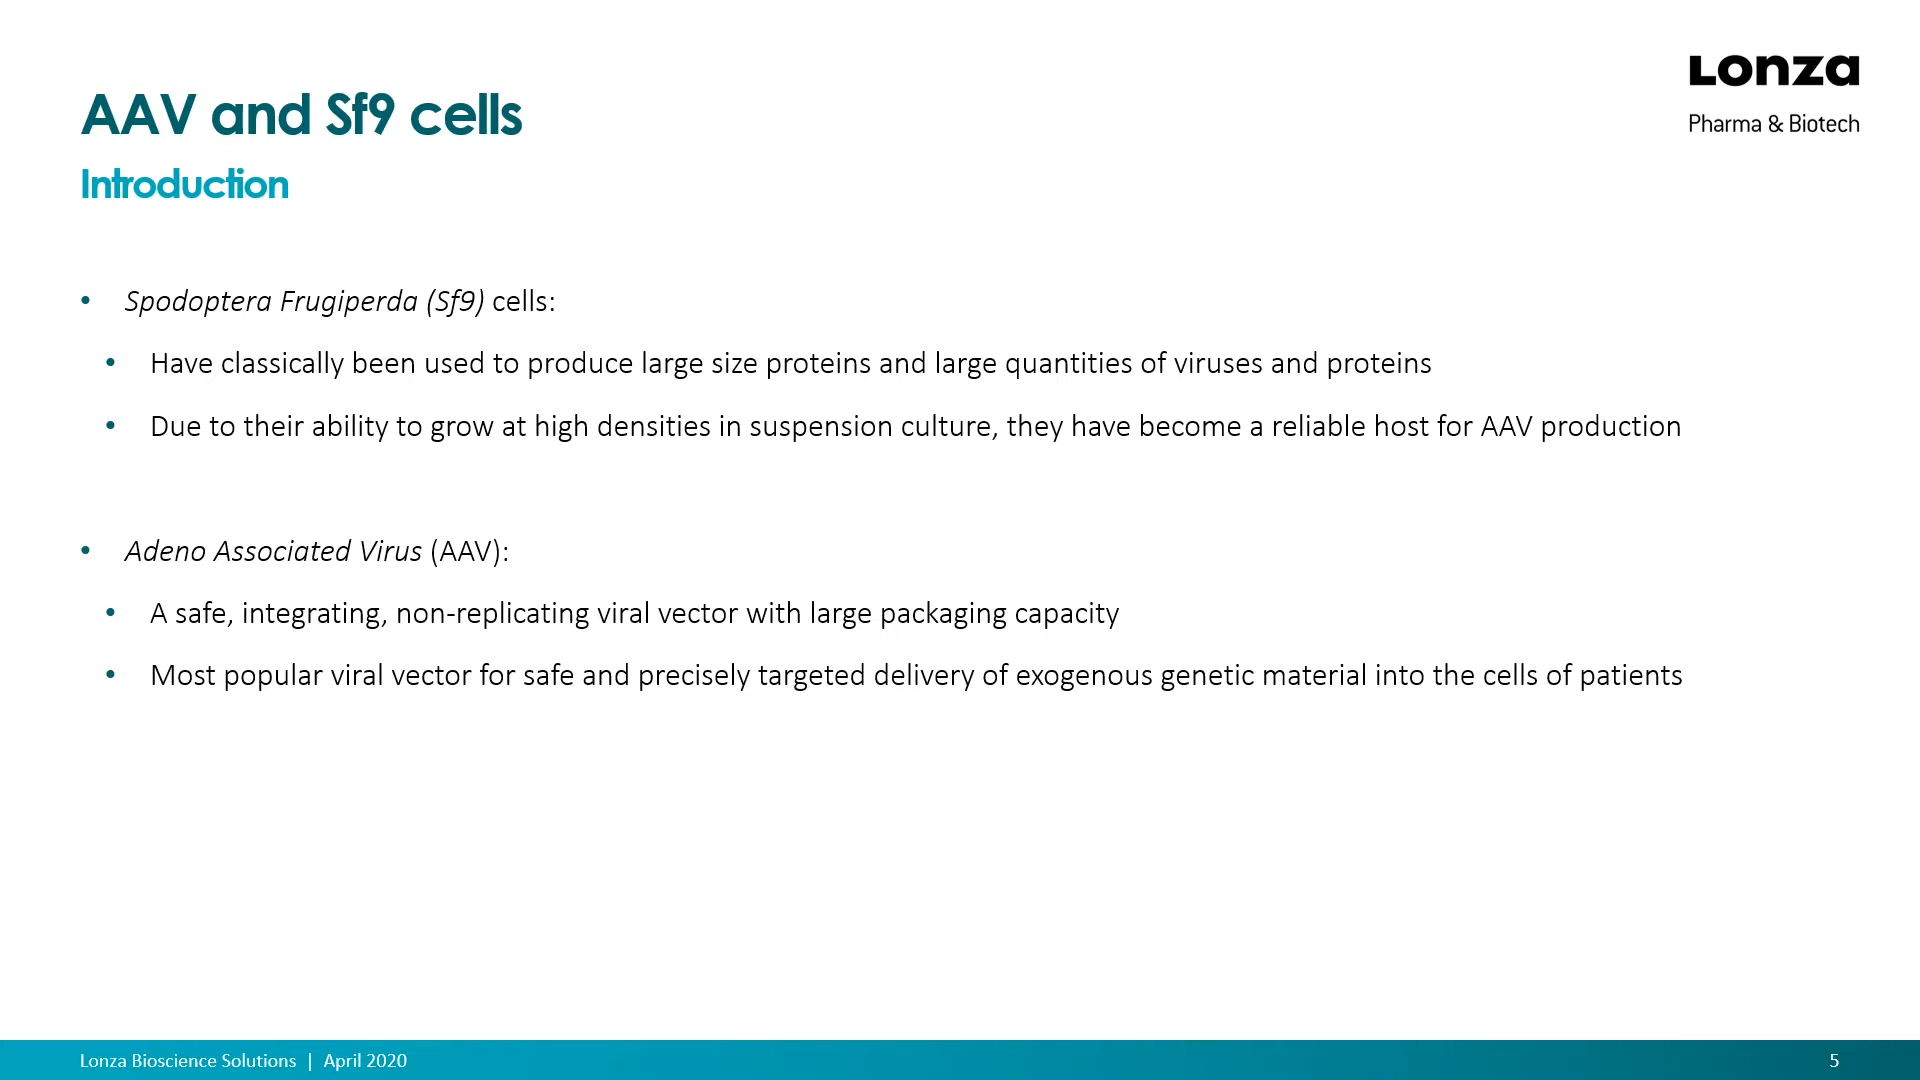 Lonza
Pharma & Biotech
AAV and Sf9 cells
Introduction
• Spodoptera Frugiperda (Sf9) cells:
• Have classically been used to produce large size proteins and large quantities of viruses and proteins
• Due to their ability to grow at high densities in suspension culture, they have become a reliable host for AAV production
• Adeno Associated Virus (AAV):
• A safe, integrating, non-replicating viral vector with large packaging capacity
• Most popular viral vector for safe and precisely targeted delivery of exogenous genetic material into the cells of patients
Lonza Bioscience Solutions | April 2020
5